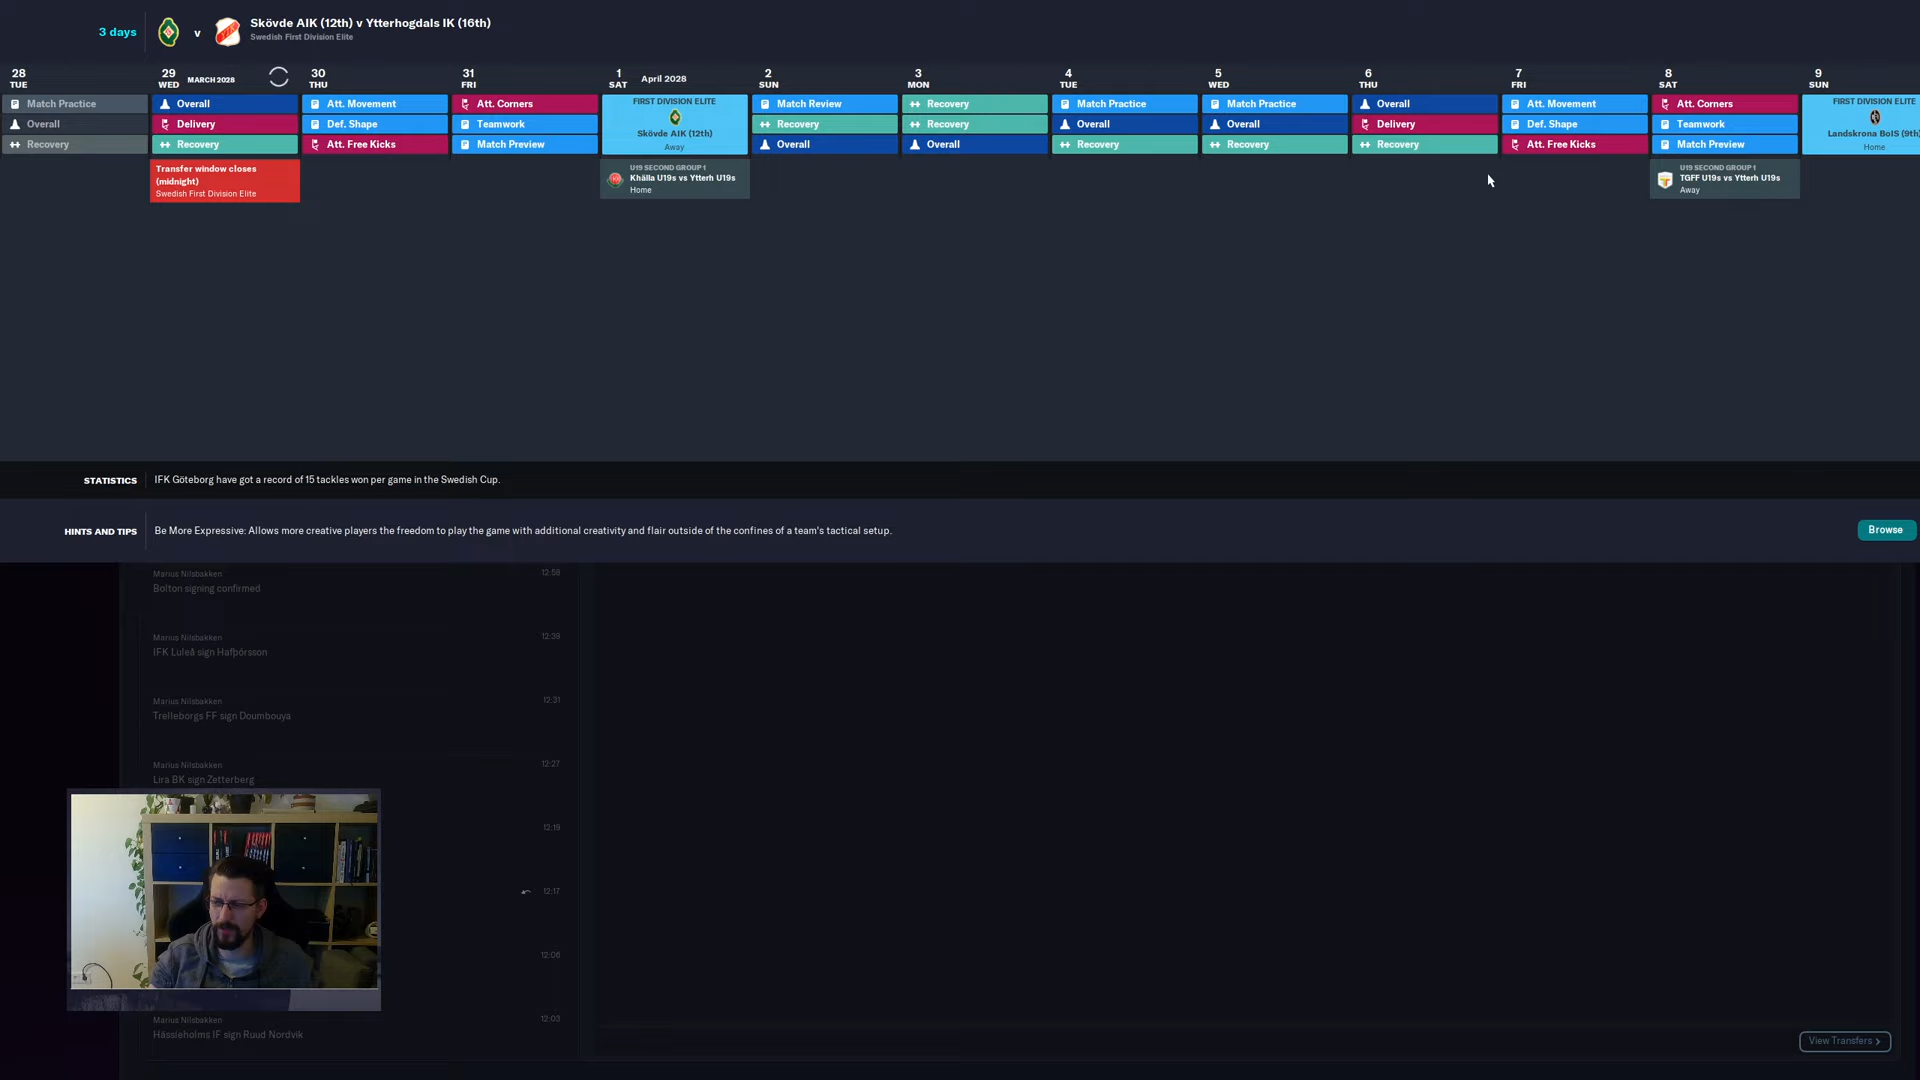 3 days
v
Skövde AIK (12th) v Ytterhogdals IK (16th)
Swedish First Division Elite
28
TUE
Match Practice
Overall
Recovery
29
WED
MARCH 2028
Overall
Delivery
Recovery
Transfer window closes
(midnight)
Swedish First Division Elite
30
THU
Att. Movement
Def. Shape
Att. Free Kicks
31
FRI
Att. Corners
Teamwork
Match Preview
1
SAT
April 2028
FIRST DIVISION ELITE
Skövde AIK (12th)
Away
U19 SECOND GROUP 1
Khälla U19s vs Ytterh U19s
Home
2
SUN
Match Review
Recovery
Overall
3
MON
Recovery
Recovery
Overall
4
TUE
Match Practice
Overall
Recovery
5
WED
Match Practice
Overall
Recovery
6
THU
Overall
Delivery
Recovery
7
FRI
Att. Movement
Def. Shape
Att. Free Kicks
8
SAT
Att. Corners
Teamwork
Match Preview
U19 SECOND GROUP 1
TGFF U19s vs Ytterh U19s
Away
9
SUN
FIRST DIVISION ELITE
Landskrona BoIS (9th)
Home
STATISTICS
IFK Göteborg have got a record of 15 tackles won per game in the Swedish Cup.
HINTS AND TIPS
Be More Expressive: Allows more creative players the freedom to play the game with additional creativity and flair outside of the confines of a team's tactical setup.
Browse
Marius Nilsbakken
12:58
Bolton signing confirmed
Marius Nilsbakken
12:39
IFK Luleå sign Hafþórsson
Marius Nilsbakken
12:31
Trelleborgs FF sign Doumbouya
Marius Nilsbakken
12:27
Lira BK sign Zetterberg
12:19
12:17
12:06
Marius Nilsbakken
12:03
Hässleholms IF sign Ruud Nordvik
View Transfers